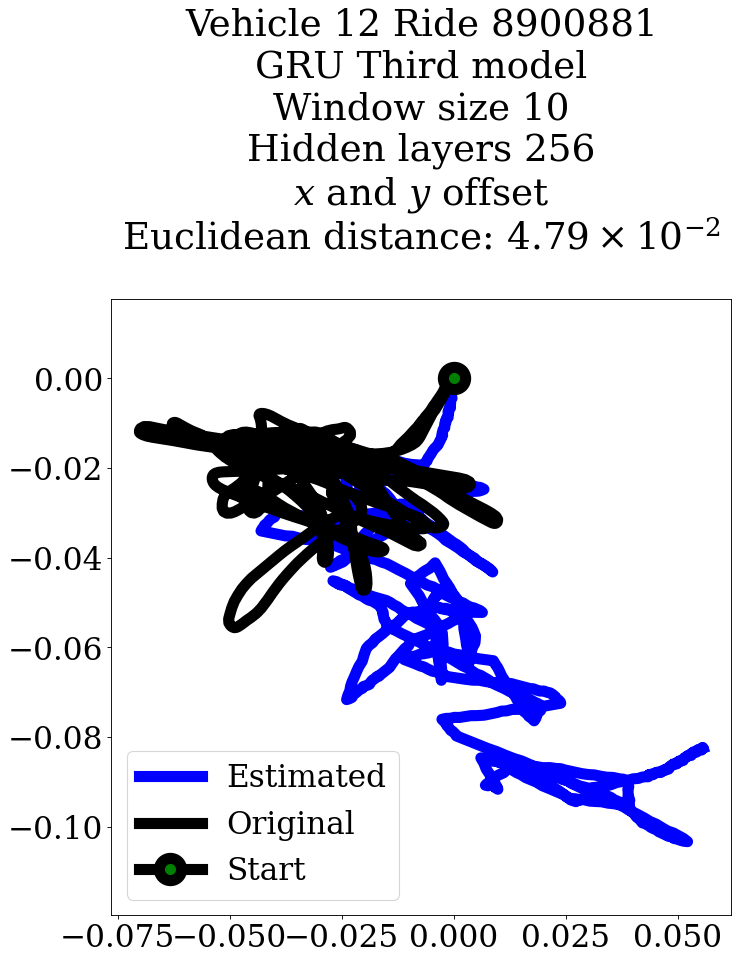 Vehicle 12 Ride 8900881
GRU Third model
Window size 10
Hidden layers 256
x and y offset
Euclidean distance: 4.79 × 10⁻²
0.00
−0.02
−0.04
−0.06
−0.08
−0.10
Estimated
Original
Start
−0.075 −0.050 −0.025 0.000 0.025 0.050